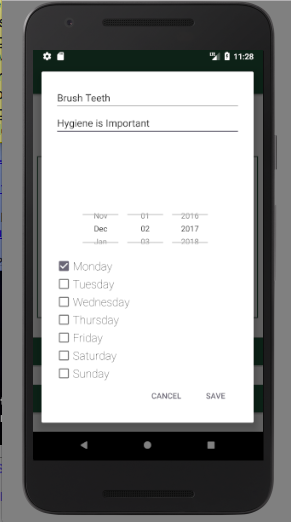 11:28
Brush Teeth
Hygiene is Important
Nov 01 2016
Dec 02 2017
Jan 03 2018
Monday
Tuesday
Wednesday
Thursday
Friday
Saturday
Sunday
CANCEL SAVE